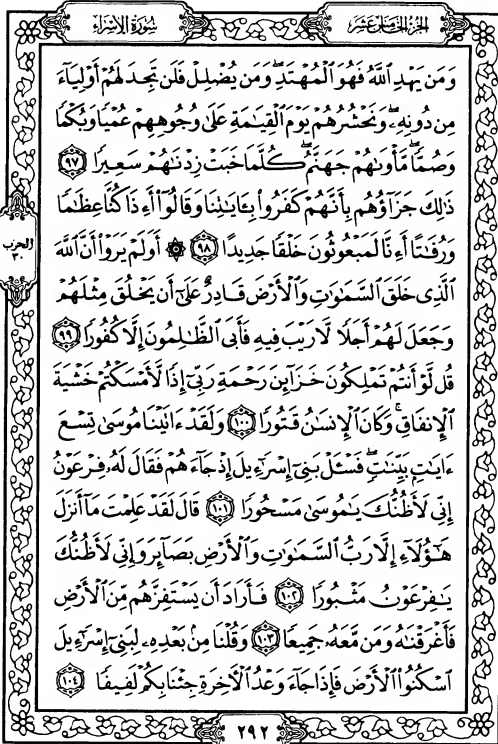 الجزء الخامس عشر
سورة الإسراء
وَمَن يَهْدِ ٱللَّهُ فَهُوَ ٱلْمُهْتَدِ ۖ وَمَن يُضْلِلْ فَلَن تَجِدَ لَهُمْ أَوْلِيَآءَ
مِن دُونِهِۦ ۖ وَنَحْشُرُهُمْ يَوْمَ ٱلْقِيَـٰمَةِ عَلَىٰ وُجُوهِهِمْ عُمْيًا وَبُكْمًا
وَصُمًّا ۖ مَّأْوَىٰهُمْ جَهَنَّمُ ۖ كُلَّمَا خَبَتْ زِدْنَـٰهُمْ سَعِيرًا ٩٧
ذَٰلِكَ جَزَآؤُهُم بِأَنَّهُمْ كَفَرُوا۟ بِـَٔايَـٰتِنَا وَقَالُوٓا۟ أَءِذَا كُنَّا عِظَـٰمًا
وَرُفَـٰتًا أَءِنَّا لَمَبْعُوثُونَ خَلْقًا جَدِيدًا ٩٨ ۞ أَوَلَمْ يَرَوْا۟ أَنَّ ٱللَّهَ
الحزب
٣٠
ٱلَّذِى خَلَقَ ٱلسَّمَـٰوَٰتِ وَٱلْأَرْضَ قَادِرٌ عَلَىٰٓ أَن يَخْلُقَ مِثْلَهُمْ
وَجَعَلَ لَهُمْ أَجَلًا لَّا رَيْبَ فِيهِ فَأَبَى ٱلظَّـٰلِمُونَ إِلَّا كُفُورًا ٩٩
قُل لَّوْ أَنتُمْ تَمْلِكُونَ خَزَآئِنَ رَحْمَةِ رَبِّىٓ إِذًا لَّأَمْسَكْتُمْ خَشْيَةَ
ٱلْإِنفَاقِ ۚ وَكَانَ ٱلْإِنسَـٰنُ قَتُورًا ١٠٠ وَلَقَدْ ءَاتَيْنَا مُوسَىٰ تِسْعَ
ءَايَـٰتٍۭ بَيِّنَـٰتٍ ۖ فَسْـَٔلْ بَنِىٓ إِسْرَٰٓءِيلَ إِذْ جَآءَهُمْ فَقَالَ لَهُۥ فِرْعَوْنُ
إِنِّى لَأَظُنُّكَ يَـٰمُوسَىٰ مَسْحُورًا ١٠١ قَالَ لَقَدْ عَلِمْتَ مَآ أَنزَلَ
هَـٰٓؤُلَآءِ إِلَّا رَبُّ ٱلسَّمَـٰوَٰتِ وَٱلْأَرْضِ بَصَآئِرَ وَإِنِّى لَأَظُنُّكَ
يَـٰفِرْعَوْنُ مَثْبُورًا ١٠٢ فَأَرَادَ أَن يَسْتَفِزَّهُم مِّنَ ٱلْأَرْضِ
فَأَغْرَقْنَـٰهُ وَمَن مَّعَهُۥ جَمِيعًا ١٠٣ وَقُلْنَا مِنۢ بَعْدِهِۦ لِبَنِىٓ إِسْرَٰٓءِيلَ
ٱسْكُنُوا۟ ٱلْأَرْضَ فَإِذَا جَآءَ وَعْدُ ٱلْـَٔاخِرَةِ جِئْنَا بِكُمْ لَفِيفًا ١٠٤
٢٩٢